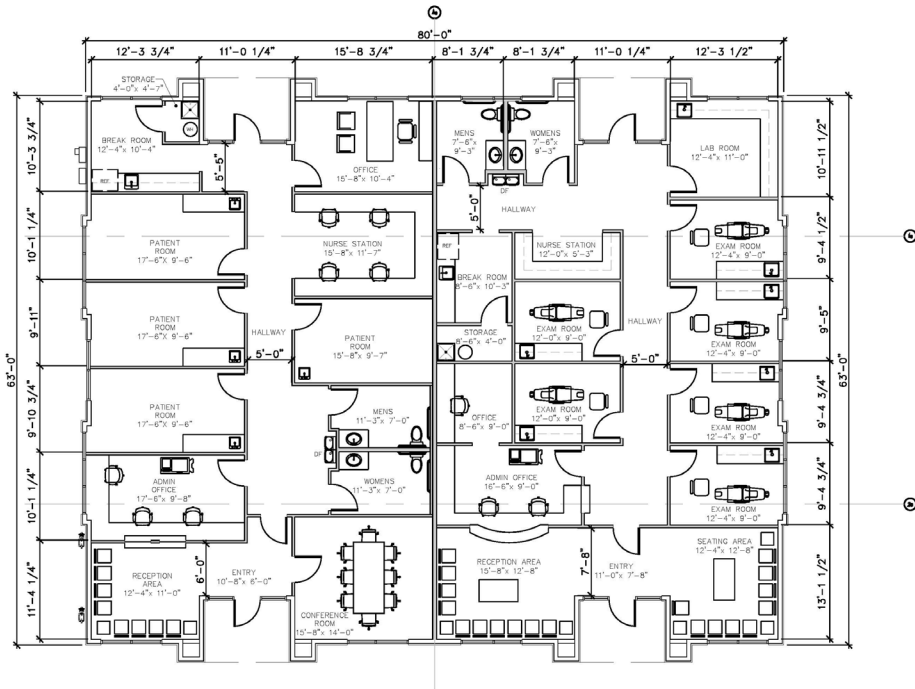 80'-0"
12'-3 3/4"
11'-0 1/4"
15'-8 3/4"
8'-1 3/4"
8'-1 3/4"
11'-0 1/4"
12'-3 1/2"
63'-0"
10'-3 3/4"
10'-1 1/4"
9'-11"
9'-10 3/4"
10'-1 1/4"
11'-4 1/4"
STORAGE
4'-0"x 4'-7"
WH
BREAK ROOM
12'-4"x 10'-4"
REF.
5'-5"
OFFICE
15'-8"x 10'-4"
PATIENT
ROOM
17'-6"x 9'-6"
NURSE STATION
15'-8"x 11'-7"
PATIENT
ROOM
17'-6"x 9'-6"
HALLWAY
5'-0"
PATIENT
ROOM
15'-8"x 9'-7"
PATIENT
ROOM
17'-6"x 9'-6"
MENS
11'-3"x 7'-0"
DF
WOMENS
11'-3"x 7'-0"
ADMIN
OFFICE
17'-6"x 9'-8"
RECEPTION
AREA
12'-4"x 11'-0"
6'-0"
ENTRY
10'-8"x 6'-0"
CONFERENCE
ROOM
15'-8"x 14'-0"
MENS
7'-6"x
9'-3"
WOMENS
7'-6"x
9'-3"
DF
5'-0"
HALLWAY
LAB ROOM
12'-4"x 11'-0"
REF
NURSE STATION
12'-0"x 5'-3"
BREAK ROOM
8'-6"x 10'-3"
EXAM ROOM
12'-4"x 9'-0"
STORAGE
8'-6"x 4'-0"
EXAM ROOM
12'-0"x 9'-0"
HALLWAY
5'-0"
EXAM ROOM
12'-4"x 9'-0"
OFFICE
8'-6"x 9'-0"
EXAM ROOM
12'-0"x 9'-0"
EXAM ROOM
12'-4"x 9'-0"
ADMIN OFFICE
16'-6"x 9'-0"
EXAM ROOM
12'-4"x 9'-0"
RECEPTION AREA
15'-8"x 12'-8"
7'-8"
ENTRY
11'-0"x 7'-8"
SEATING AREA
12'-4"x 12'-8"
10'-11 1/2"
9'-4 1/2"
9'-5"
9'-4 3/4"
9'-4 3/4"
13'-1 1/2"
63'-0"